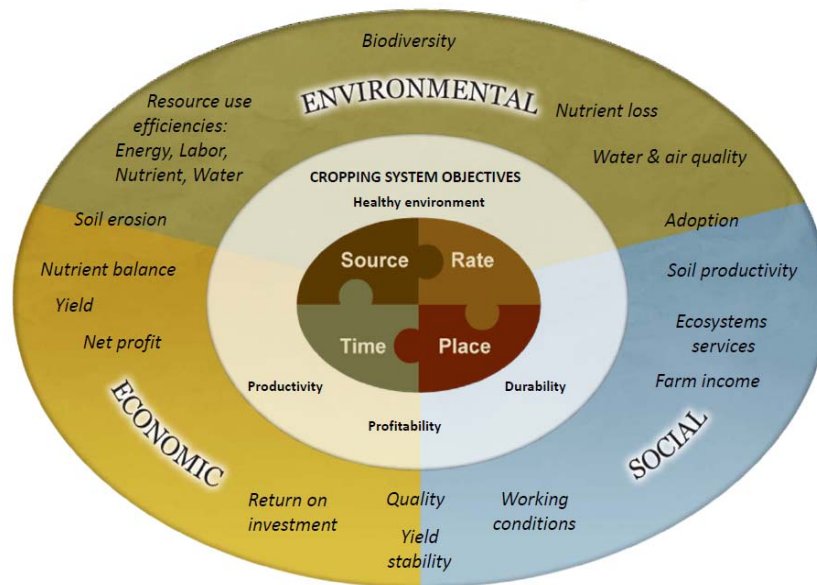 Biodiversity
ENVIRONMENTAL
Resource use
efficiencies:
Energy, Labor,
Nutrient, Water
Nutrient loss
Water & air quality
CROPPING SYSTEM OBJECTIVES
Healthy environment
Soil erosion
Adoption
Nutrient balance
Soil productivity
Source
Rate
Yield
Net profit
Ecosystems
services
Time
Place
Farm income
Productivity
Durability
Profitability
ECONOMIC
SOCIAL
Return on
investment
Quality
Yield
stability
Working
conditions